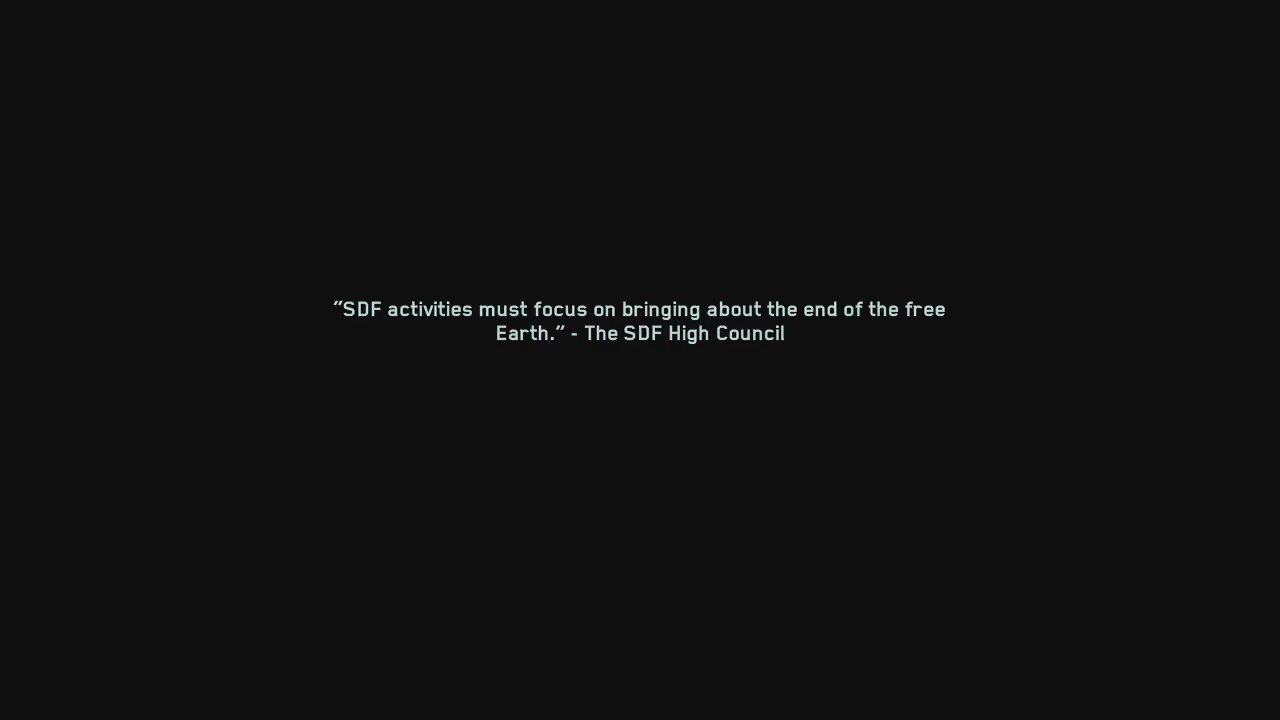 "SDF activities must focus on bringing about the end of the free
Earth." - The SDF High Council